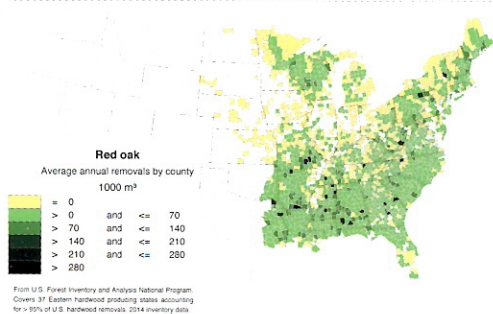 Red oak
Average annual removals by county
1000 m³
= 0
> 0 and <= 70
> 70 and <= 140
> 140 and <= 210
> 210 and <= 280
> 280
From U.S. Forest Inventory and Analysis National Program.
Covers 37 Eastern hardwood producing states accounting
for > 95% of U.S. hardwood removals. 2014 inventory data.